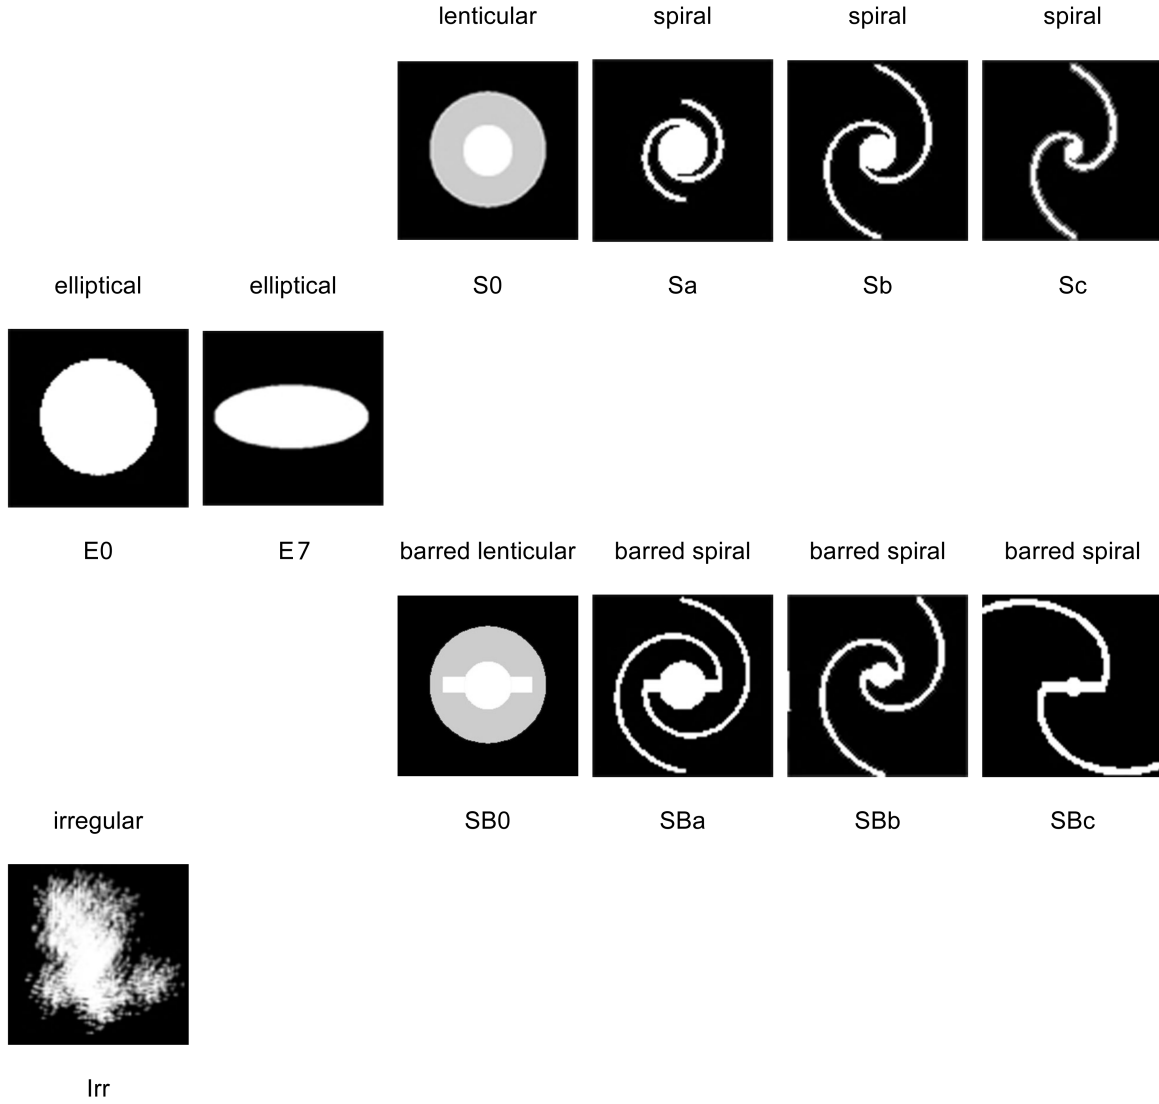 lenticular spiral spiral spiral
S0 Sa Sb Sc
elliptical elliptical
E0 E7
barred lenticular barred spiral barred spiral barred spiral
SB0 SBa SBb SBc
irregular
Irr